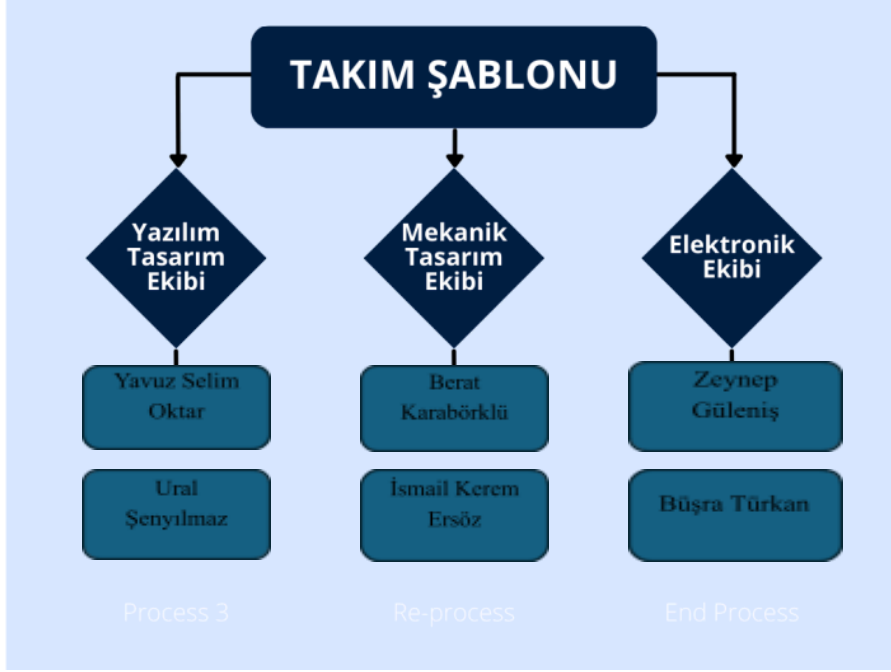 TAKIM ŞABLONU
Yazılım
Tasarım
Ekibi
Mekanik
Tasarım
Ekibi
Elektronik
Ekibi
Yavuz Selim
Oktar
Berat
Karabörklü
Zeynep
Güleniş
Ural
Şenyılmaz
İsmail Kerem
Ersöz
Büşra Türkan
Process 3
Re-process
End Process